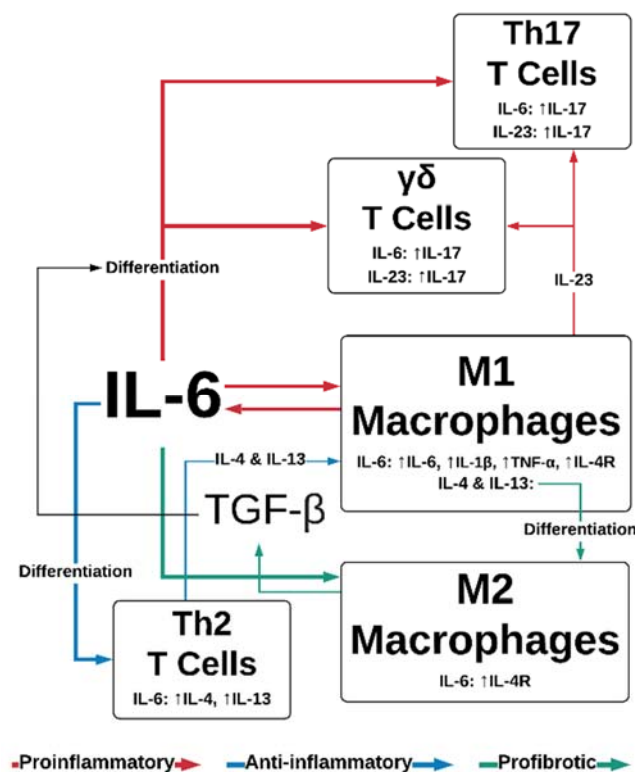 Th17
T Cells
IL-6: ↑IL-17
IL-23: ↑IL-17
γδ
T Cells
IL-6: ↑IL-17
IL-23: ↑IL-17
Differentiation
IL-23
IL-6
M1
Macrophages
IL-6: ↑IL-6, ↑IL-1β, ↑TNF-α, ↑IL-4R
IL-4 & IL-13:
IL-4 & IL-13
TGF-β
Differentiation
Differentiation
M2
Macrophages
IL-6: ↑IL-4R
Th2
T Cells
IL-6: ↑IL-4, ↑IL-13
Proinflammatory
Anti-inflammatory
Profibrotic